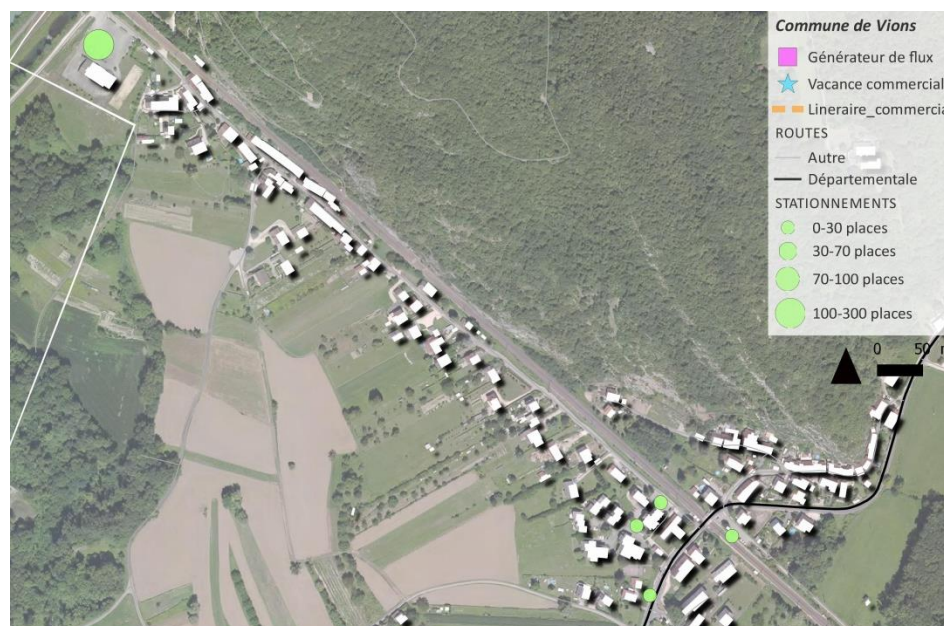 Commune de Vions
Générateur de flux
Vacance commercial
Lineraire_commercia
ROUTES
Autre
Départementale
STATIONNEMENTS
0-30 places
30-70 places
70-100 places
100-300 places
0 50 m